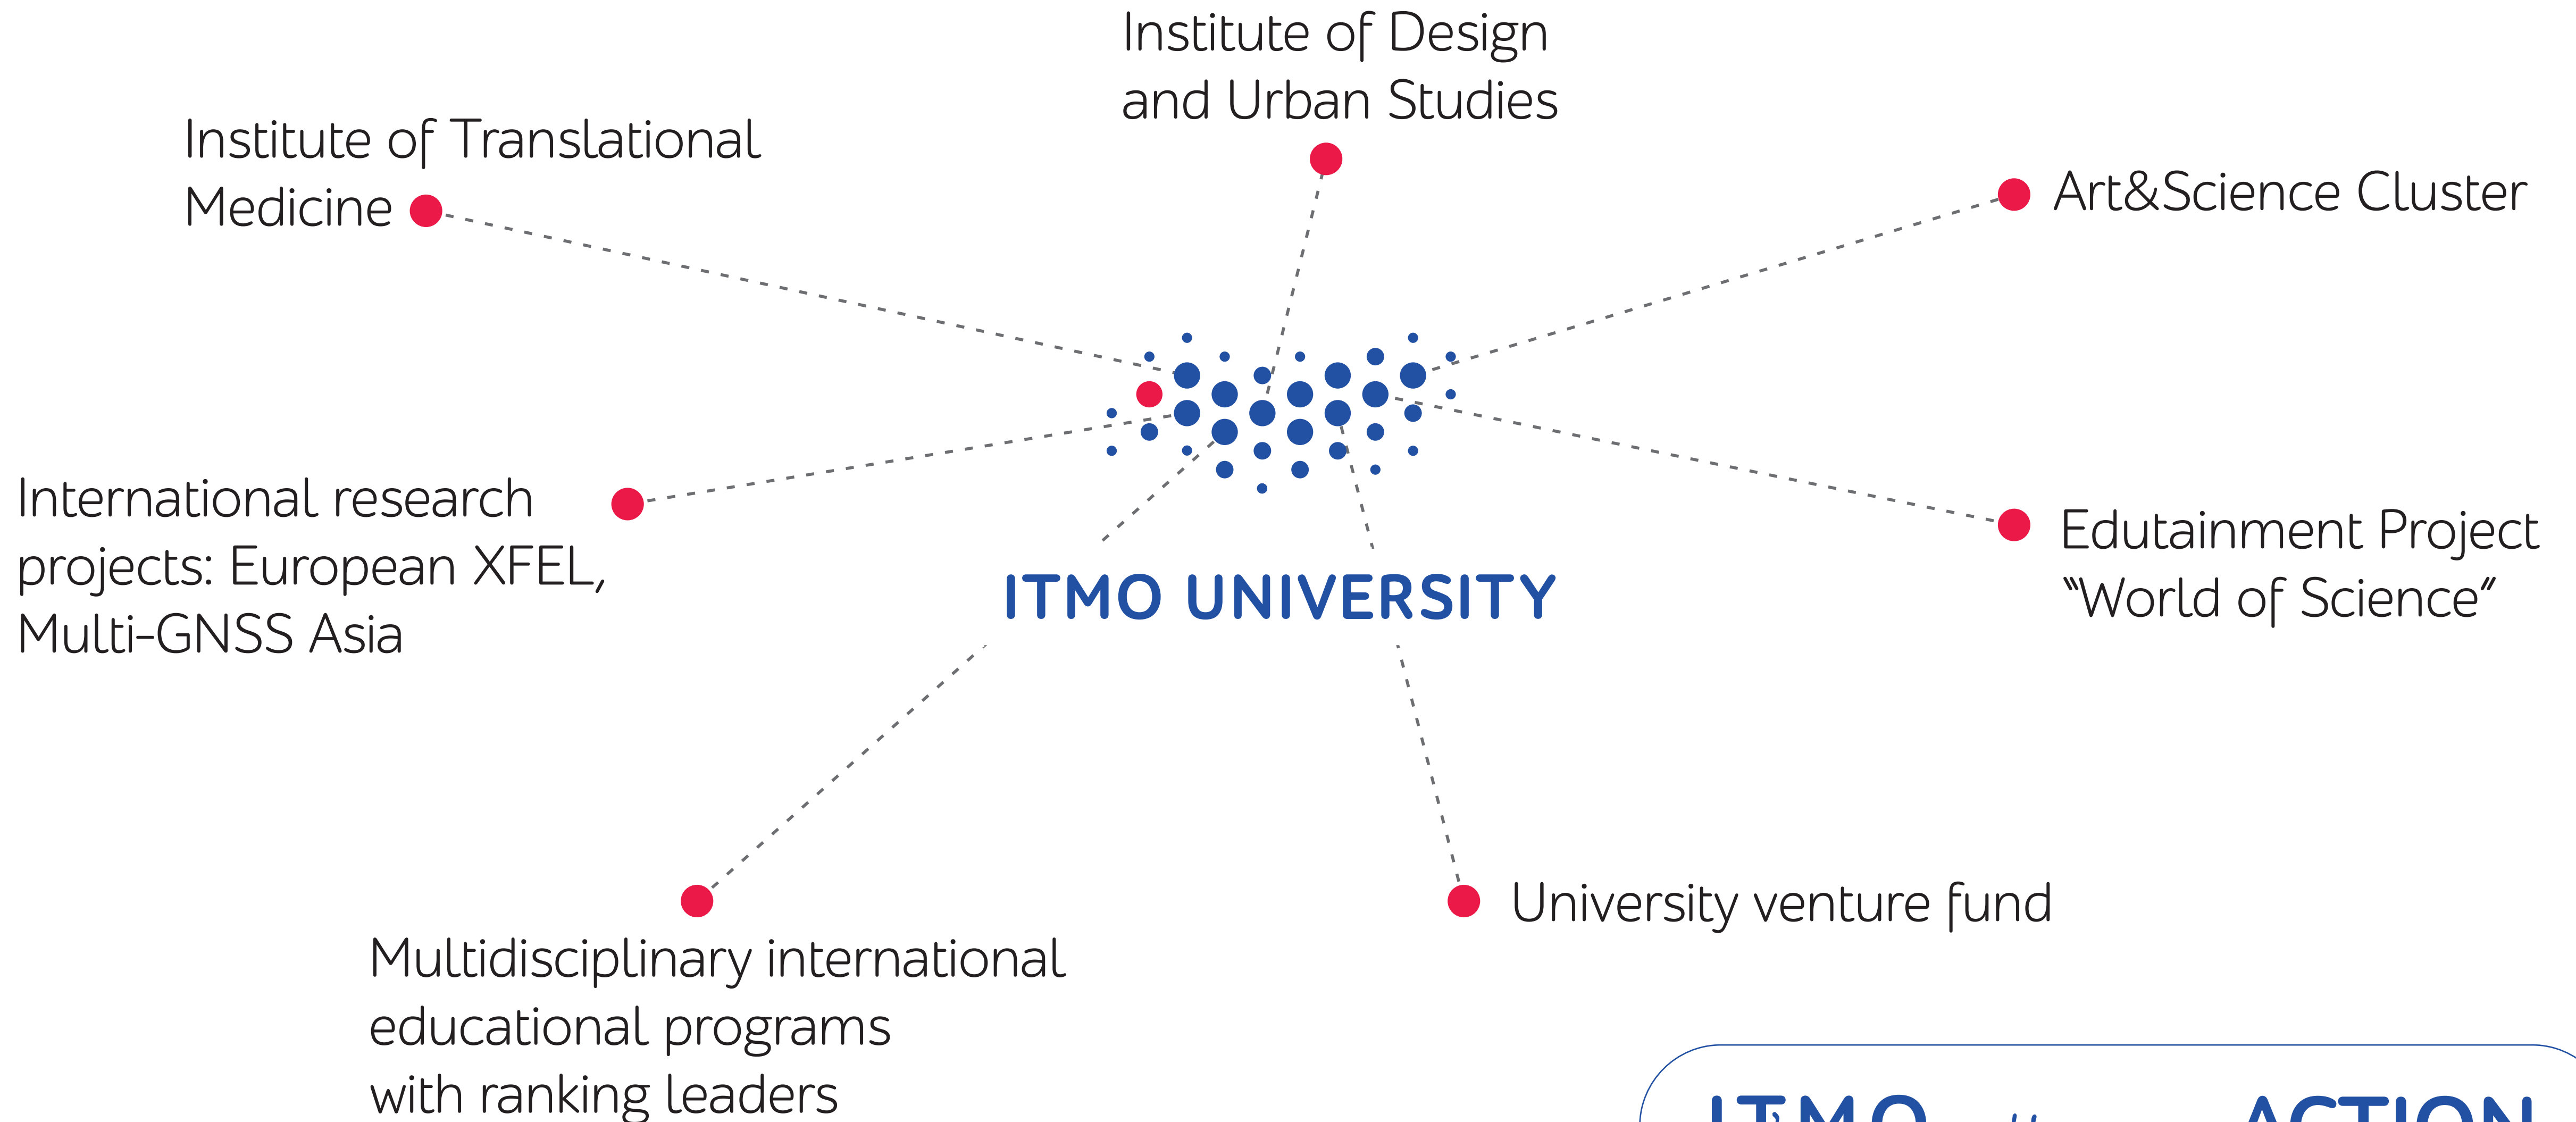 Institute of Design
and Urban Studies
Institute of Translational
Medicine
Art&Science Cluster
International research
projects: European XFEL,
Multi-GNSS Asia
ITMO UNIVERSITY
Edutainment Project
“World of Science”
University venture fund
Multidisciplinary international
educational programs
with ranking leaders
ACTION